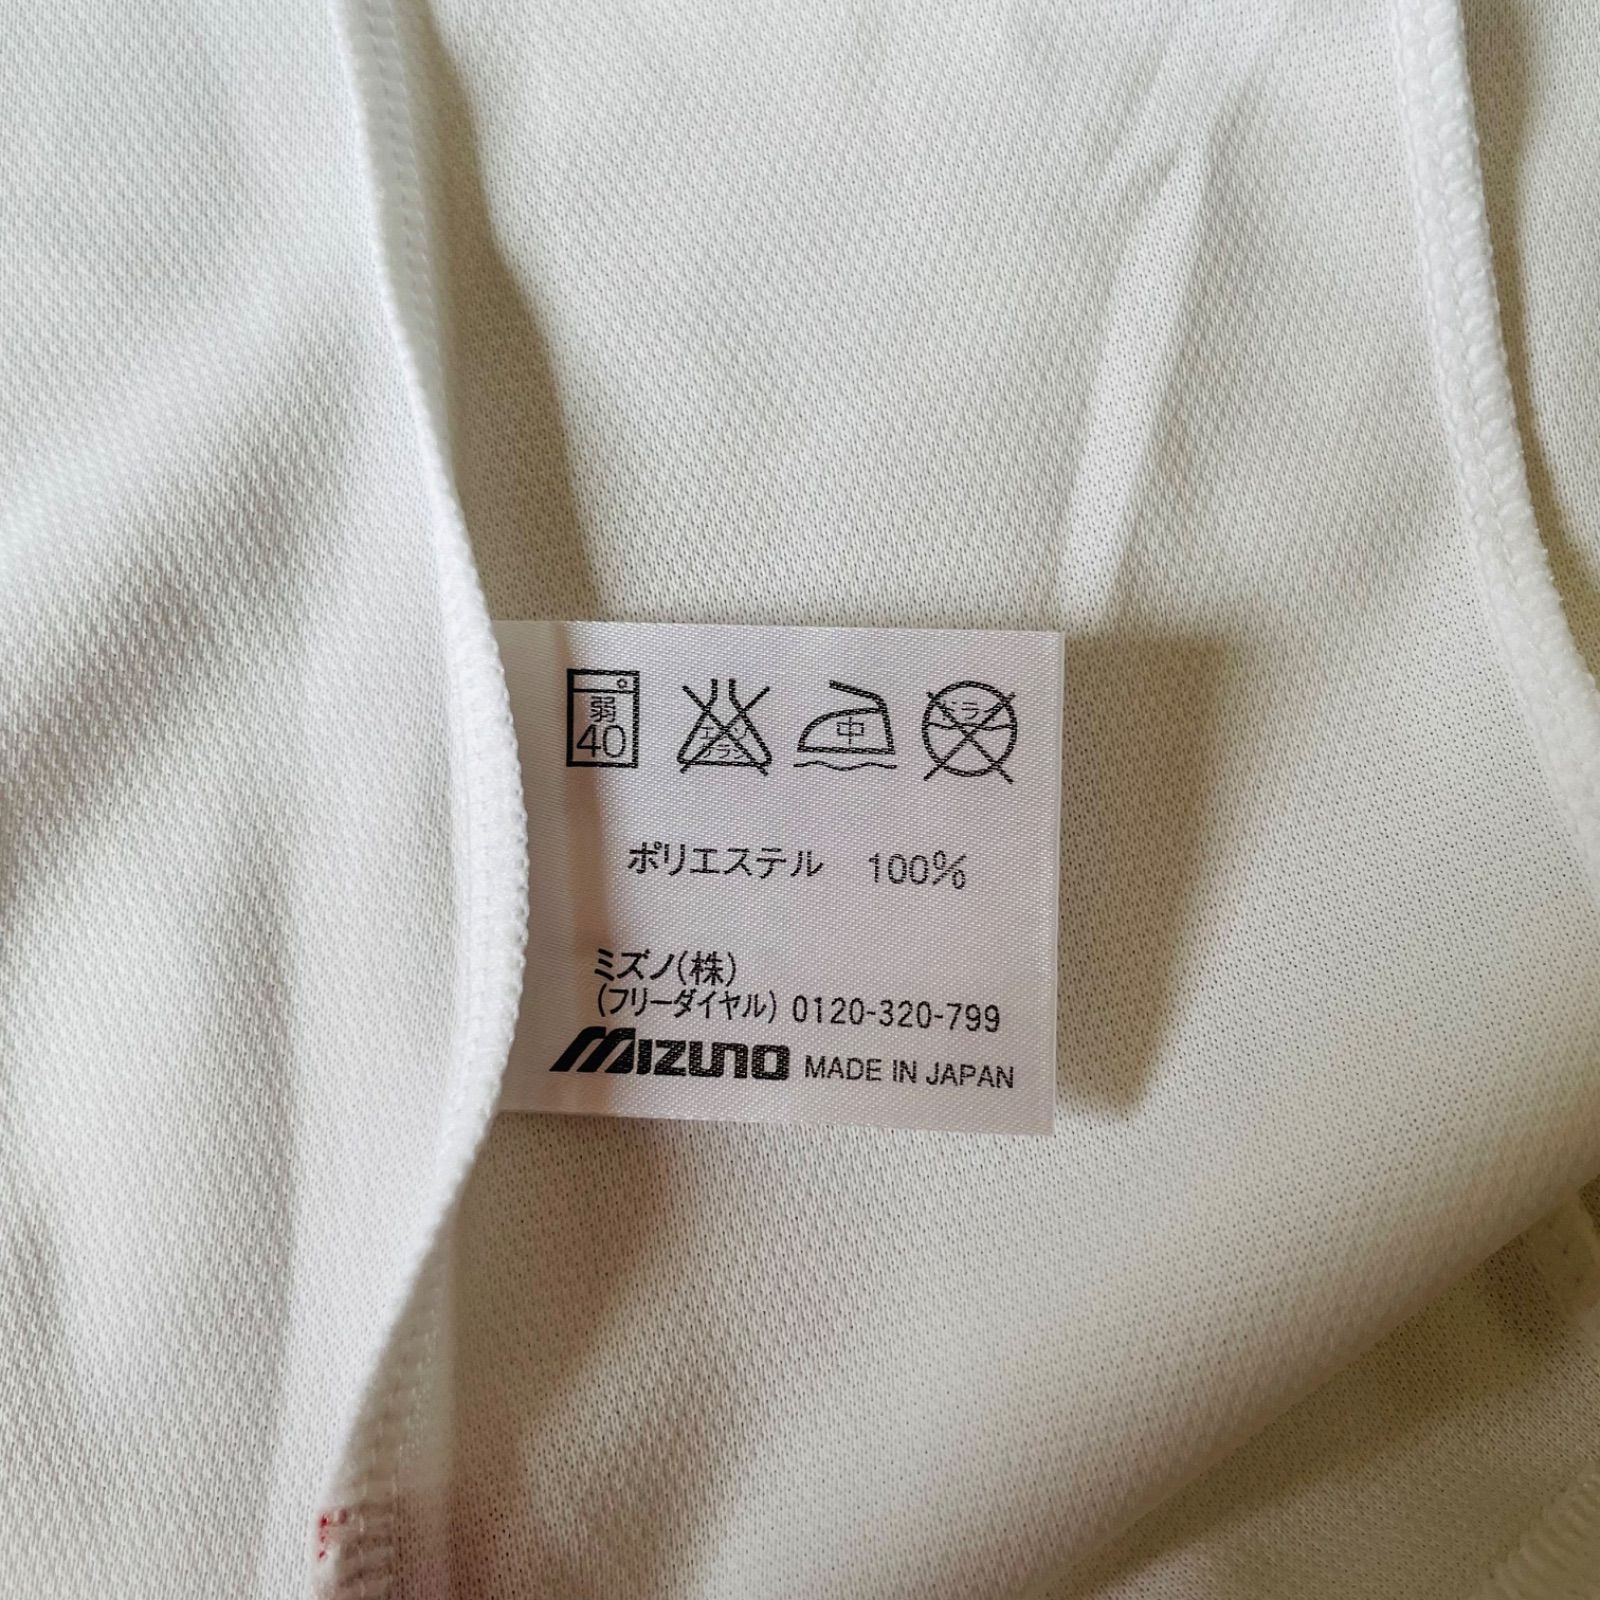 弱
40
エンソ
サラシ
中
ドライ
ポリエステル 100%
ミズノ(株)
(フリーダイヤル) 0120-320-799
MIZUNO MADE IN JAPAN